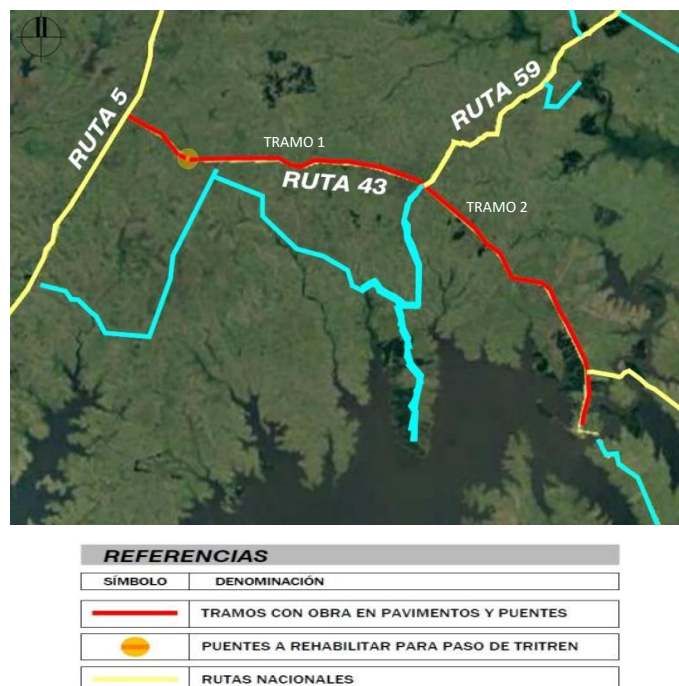 RUTA 5
RUTA 59
TRAMO 1
RUTA 43
TRAMO 2
REFERENCIAS
SÍMBOLO DENOMINACIÓN
TRAMOS CON OBRA EN PAVIMENTOS Y PUENTES
PUENTES A REHABILITAR PARA PASO DE TRITREN
RUTAS NACIONALES